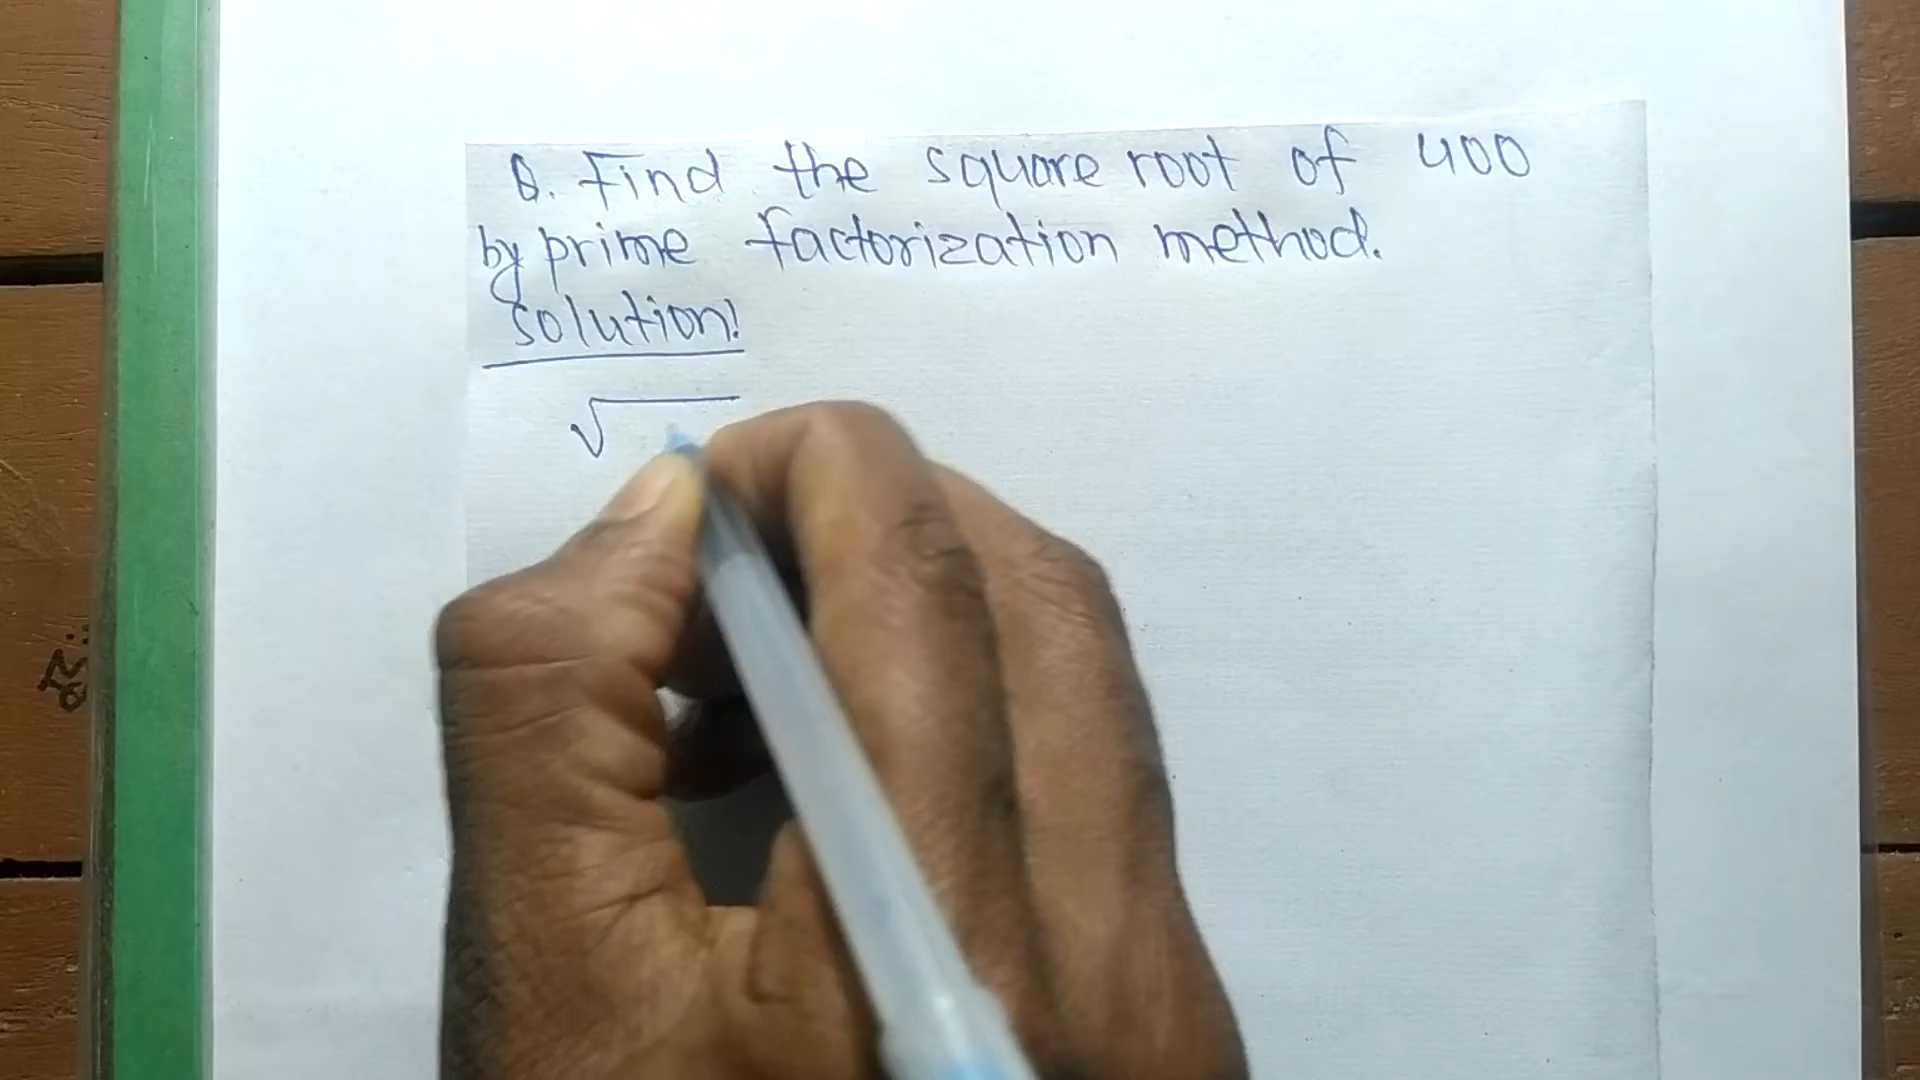 Q. Find the square root of 400
by prime factorization method.
Solution!
√